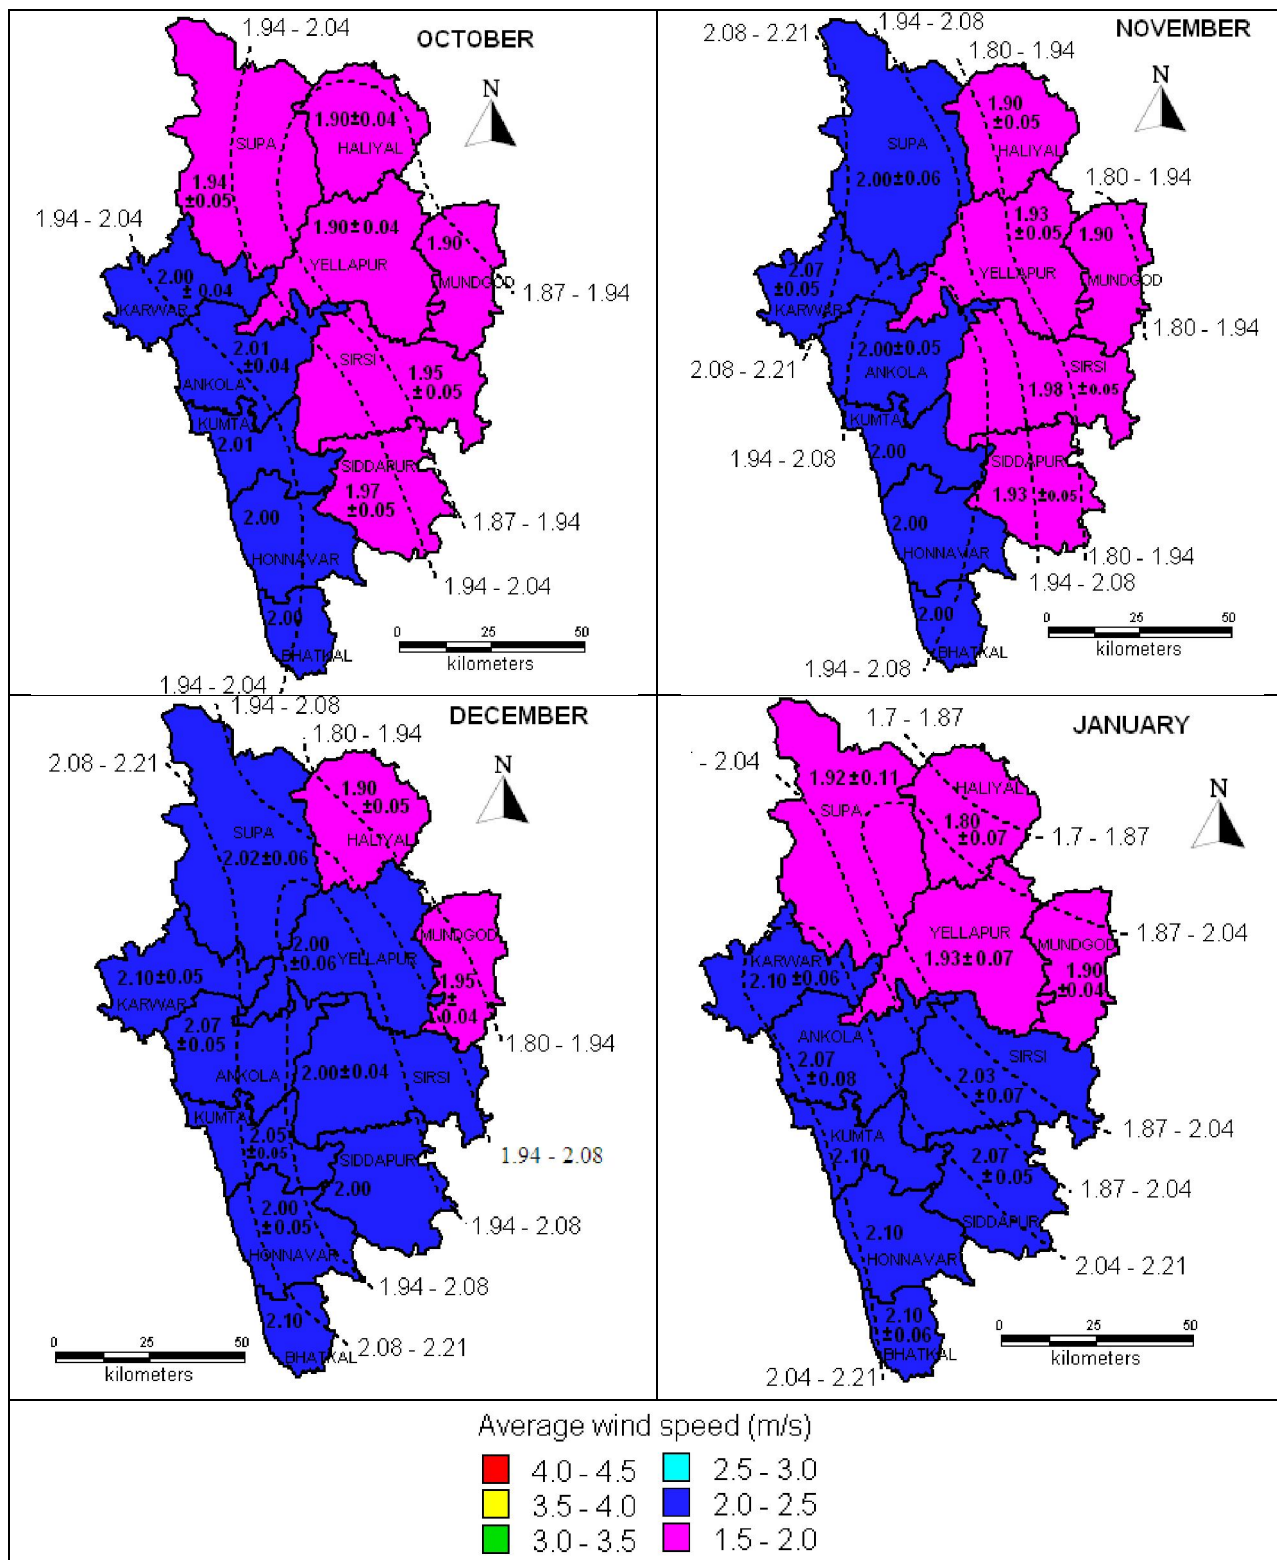 1.94 - 2.04
OCTOBER
N
1.90±0.04
HALIYAL
SUPA
1.94
±0.05
1.94 - 2.04
1.90±0.04
YELLAPUR
1.90
MUNDGOD
1.87 - 1.94
2.00
± 0.04
KARWAR
2.01
±0.04
ANKOLA
SIRSI
1.95
±0.05
KUMTA
2.01
SIDDAPUR
1.97
±0.05
1.87 - 1.94
2.00
HONNAVAR
1.94 - 2.04
2.00
BHATKAL
0 25 50
kilometers
1.94 - 2.04
2.08 - 2.21
1.94 - 2.08
1.80 - 1.94
NOVEMBER
N
1.90
±0.05
HALIYAL
SUPA
2.00±0.06
1.80 - 1.94
1.93
±0.05
YELLAPUR
1.90
MUNDGOD
2.07
±0.05
KARWAR
1.80 - 1.94
2.00±0.05
ANKOLA
2.08 - 2.21
SIRSI
1.98 ±0.05
KUMTA
2.00
1.94 - 2.08
SIDDAPUR
1.93 ±0.05
2.00
HONNAVAR
1.80 - 1.94
1.94 - 2.08
2.00
BHATKAL
0 25 50
kilometers
1.94 - 2.08
1.94 - 2.08
DECEMBER
1.80 - 1.94
2.08 - 2.21
N
1.90
±0.05
HALIYAL
SUPA
2.02±0.06
MUNDGOD
2.00
±0.06
YELLAPUR
2.10±0.05
KARWAR
1.95
±
0.04
2.07
±0.05
1.80 - 1.94
ANKOLA
2.00±0.04
SIRSI
KUMTA
2.05
±0.05
1.94 - 2.08
SIDDAPUR
2.00
2.00
±0.05
1.94 - 2.08
HONNAVAR
1.94 - 2.08
2.10
BHATKAL
2.08 - 2.21
0 25 50
kilometers
1.7 - 1.87
JANUARY
- 2.04
1.92±0.11
SUPA
HALIYAL
N
1.80
±0.07
1.7 - 1.87
YELLAPUR
1.93±0.07
1.87 - 2.04
MUNDGOD
1.90
±0.04
KARWAR
2.10 ±0.06
ANKOLA
2.07
±0.08
SIRSI
2.03
±0.07
1.87 - 2.04
KUMTA
2.10
2.07
±0.05
1.87 - 2.04
SIDDAPUR
2.10
HONNAVAR
2.04 - 2.21
2.10
±0.06
BHATKAL
0 25 50
kilometers
2.04 - 2.21
Average wind speed (m/s)
4.0 - 4.5 2.5 - 3.0
3.5 - 4.0 2.0 - 2.5
3.0 - 3.5 1.5 - 2.0